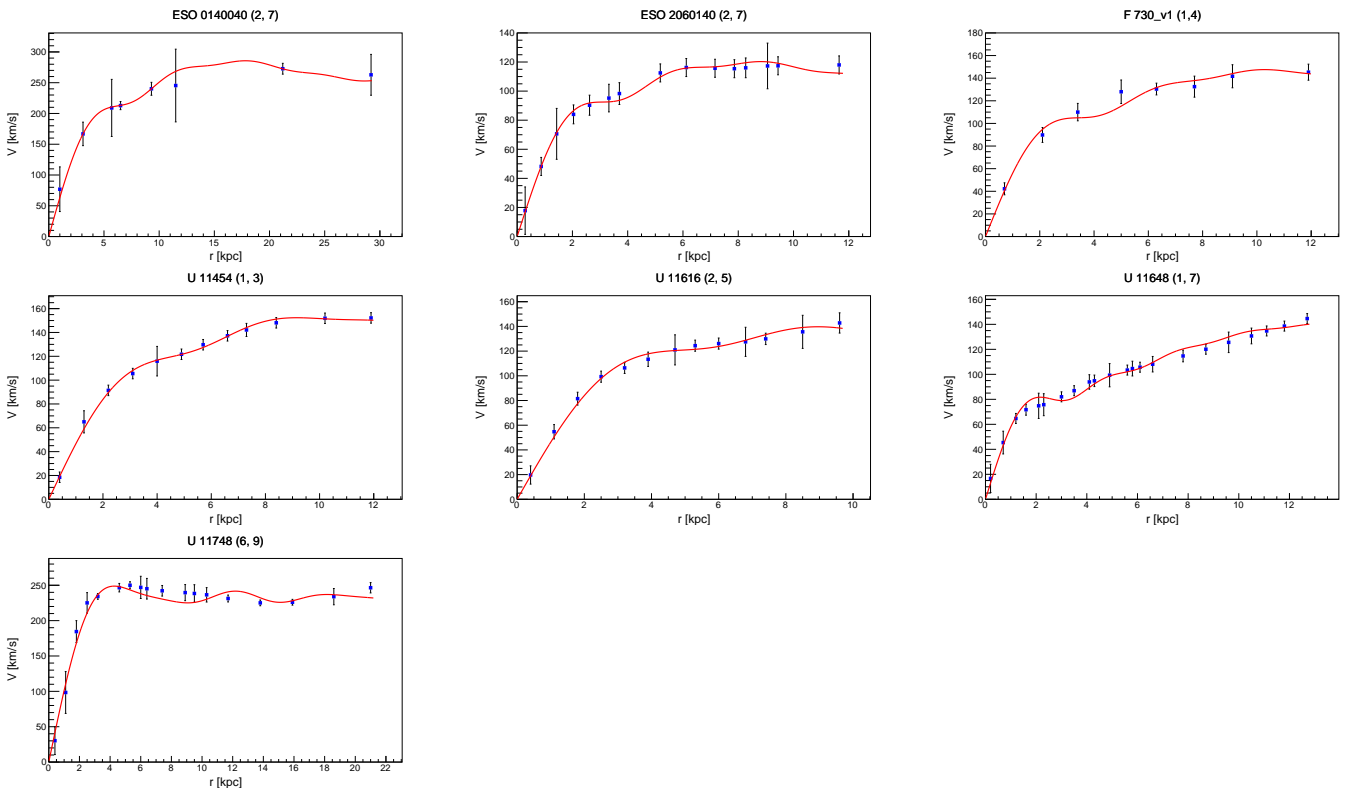 ESO 0140040 (2, 7)
V [km/s]
300
250
200
150
100
50
0
0 5 10 15 20 25 30
r [kpc]
ESO 2060140 (2, 7)
V [km/s]
140
120
100
80
60
40
20
0
0 2 4 6 8 10 12
r [kpc]
F 730_v1 (1,4)
V [km/s]
180
160
140
120
100
80
60
40
20
0
0 2 4 6 8 10 12
r [kpc]
U 11454 (1, 3)
V [km/s]
160
140
120
100
80
60
40
20
0
0 2 4 6 8 10 12
r [kpc]
U 11616 (2, 5)
V [km/s]
160
140
120
100
80
60
40
20
0
0 2 4 6 8 10
r [kpc]
U 11648 (1, 7)
V [km/s]
160
140
120
100
80
60
40
20
0
0 2 4 6 8 10 12
r [kpc]
U 11748 (6, 9)
V [km/s]
250
200
150
100
50
0
0 2 4 6 8 10 12 14 16 18 20 22
r [kpc]